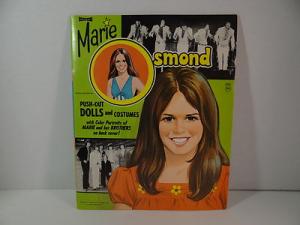 Marie
smond
PUSH-OUT
DOLLS and COSTUMES
with Color Portraits of
MARIE and her BROTHERS
on back cover!